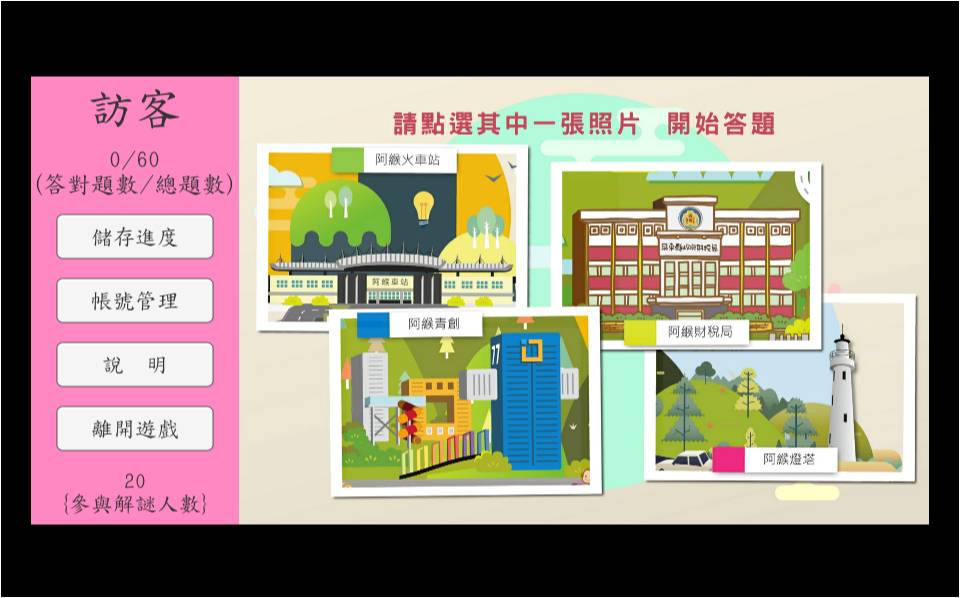 訪客
0/60
(答對題數/總題數)
儲存進度
帳號管理
說 明
離開遊戲
20
{參與解謎人數}
請點選其中一張照片 開始答題
阿緱火車站
阿緱車站
阿緱財稅局
阿緱青創
17
阿緱燈塔